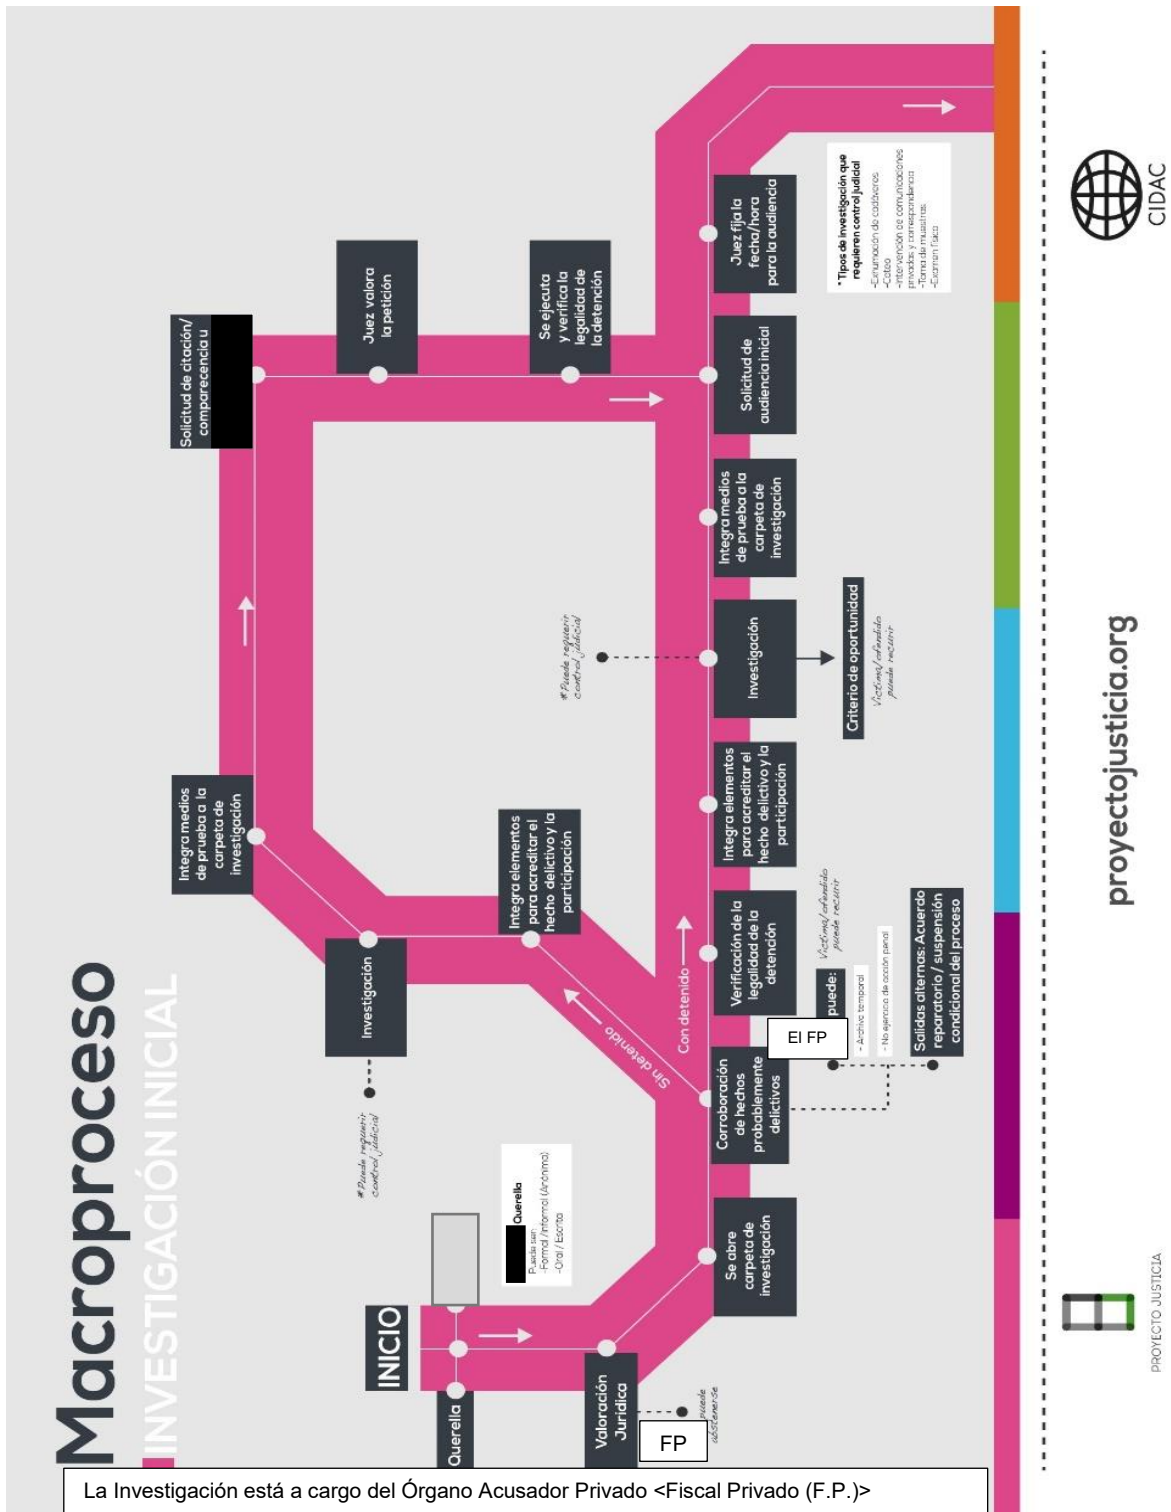 Macroproceso
INVESTIGACIÓN INICIAL
INICIO
Querella
Querella
Puede ser:
-Formal /Informal (Anónima)
-Oral / Escrita
Valoración
Jurídica
FP
puede
abstenerse
Se abre
carpeta de
investigación
Corroboración
de hechos
probablemente
delictivos
El FP
puede:
Víctima/ofendido
puede recurir
- Archivo temporal
- No ejercicio de acción penal
Salidas alternas: Acuerdo
reparatorio / suspensión
condicional del proceso
Sin detenido
Con detenido
Integra elementos
para acreditar el
hecho delictivo y la
participación
Investigación
*Puede requerir
control judicial
Integra medios
de prueba a la
carpeta de
investigación
Solicitud de citación/
comparecencia u
Juez valora
la petición
Se ejecuta
y verifica la
legalidad de
la detención
Verificación de la
legalidad de la
detención
Integra elementos
para acreditar el
hecho delictivo y la
participación
Investigación
*Puede requerir
control judicial
Criterio de oportunidad
Víctima/ofendido
puede recurir
Integra medios
de prueba a la
carpeta de
investigación
Solicitud de
audiencia inicial
Juez fija la
fecha/hora
para la audiencia
*Tipos de investigación que
requieren control judicial
-Exhumación de cadáveres
-Cateo
-Intervención de comunicaciones
privadas y correspondencia
-Toma de muestras
-Examen físico
PROYECTO JUSTICIA
proyectojusticia.org
CIDAC
La Investigación está a cargo del Órgano Acusador Privado <Fiscal Privado (F.P.)>